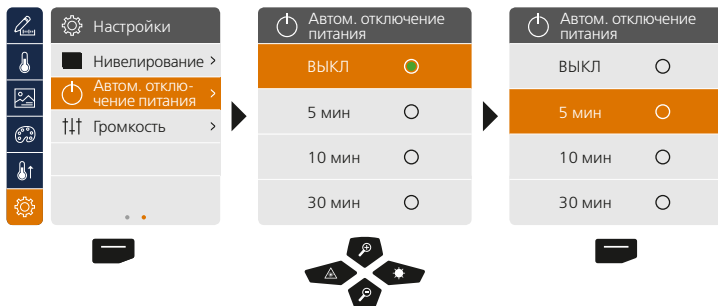 Настройки
Нивелирование
Автом. отклю-
чение питания
Громкость
Автом. отключение
питания
ВЫКЛ
5 мин
10 мин
30 мин
Автом. отключение
питания
ВЫКЛ
5 мин
10 мин
30 мин